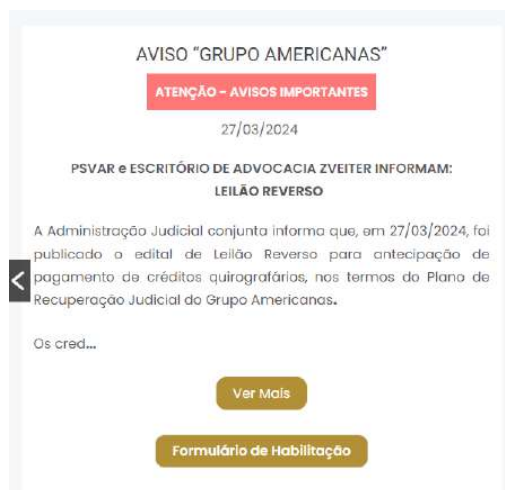 AVISO “GRUPO AMERICANAS”
ATENÇÃO – AVISOS IMPORTANTES
27/03/2024
PSVAR e ESCRITÓRIO DE ADVOCACIA ZVEITER INFORMAM:
LEILÃO REVERSO
A Administração Judicial conjunta informa que, em 27/03/2024, foi
publicado o edital de Leilão Reverso para antecipação de
pagamento de créditos quirografários, nos termos do Plano de
Recuperação Judicial do Grupo Americanas.
Os cred...
Ver Mais
Formulário de Habilitação